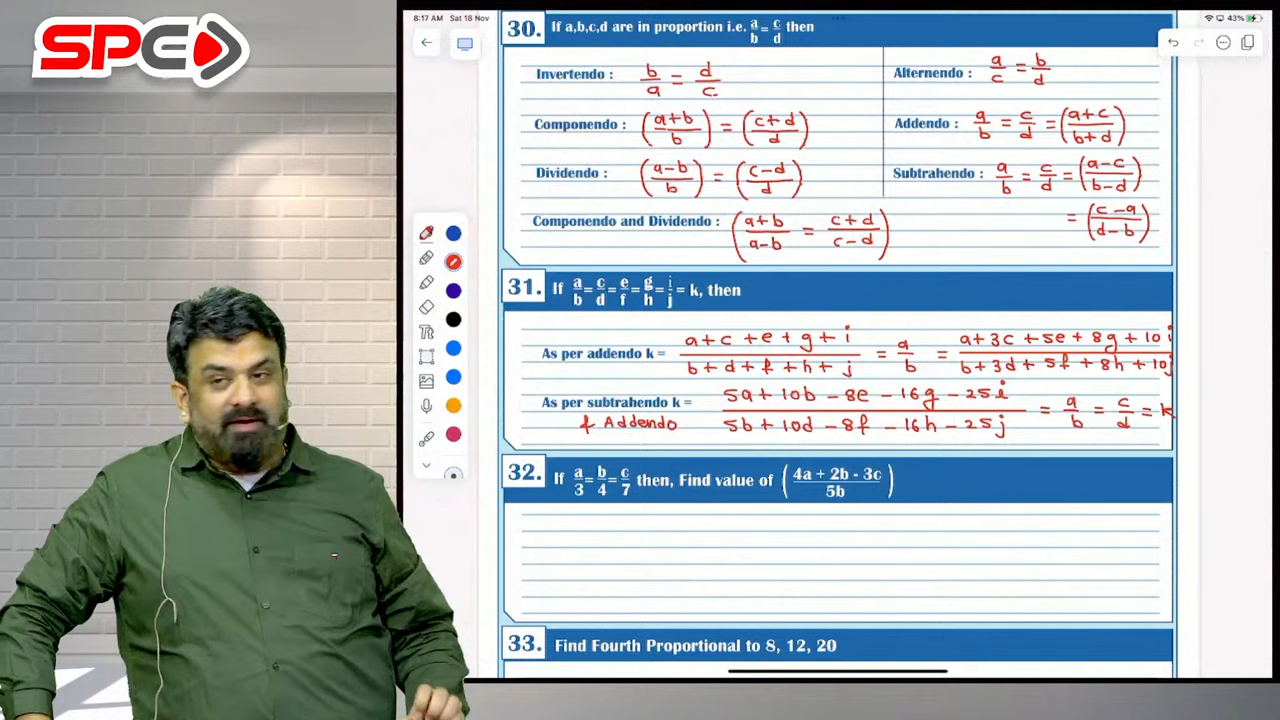 SPE
8:17 AM Sat 18 Nov
43%
30. If a,b,c,d are in proportion i.e. a/b = c/d then
Invertendo : b/a = d/c
Alternendo : a/c = b/d
Componendo : ((a+b)/b) = ((c+d)/d)
Addendo : a/b = c/d = ((a+c)/(b+d))
Dividendo : ((a-b)/b) = ((c-d)/d)
Subtrahendo : a/b = c/d = ((a-c)/(b-d))
= ((c-a)/(d-b))
Componendo and Dividendo : ((a+b)/(a-b) = (c+d)/(c-d))
31. If a/b = c/d = e/f = g/h = i/j = k, then
As per addendo k = (a+c+e+g+i)/(b+d+f+h+j) = a/b = (a+3c+5e+8g+10i)/(b+3d+5f+8h+10j)
As per subtrahendo k = (5a+10b-8e-16g-25i)/(5b+10d-8f-16h-25j) = a/b = c/d = k
& Addendo
32. If a/3 = b/4 = c/7 then, Find value of ((4a + 2b - 3c)/5b)
33. Find Fourth Proportional to 8, 12, 20